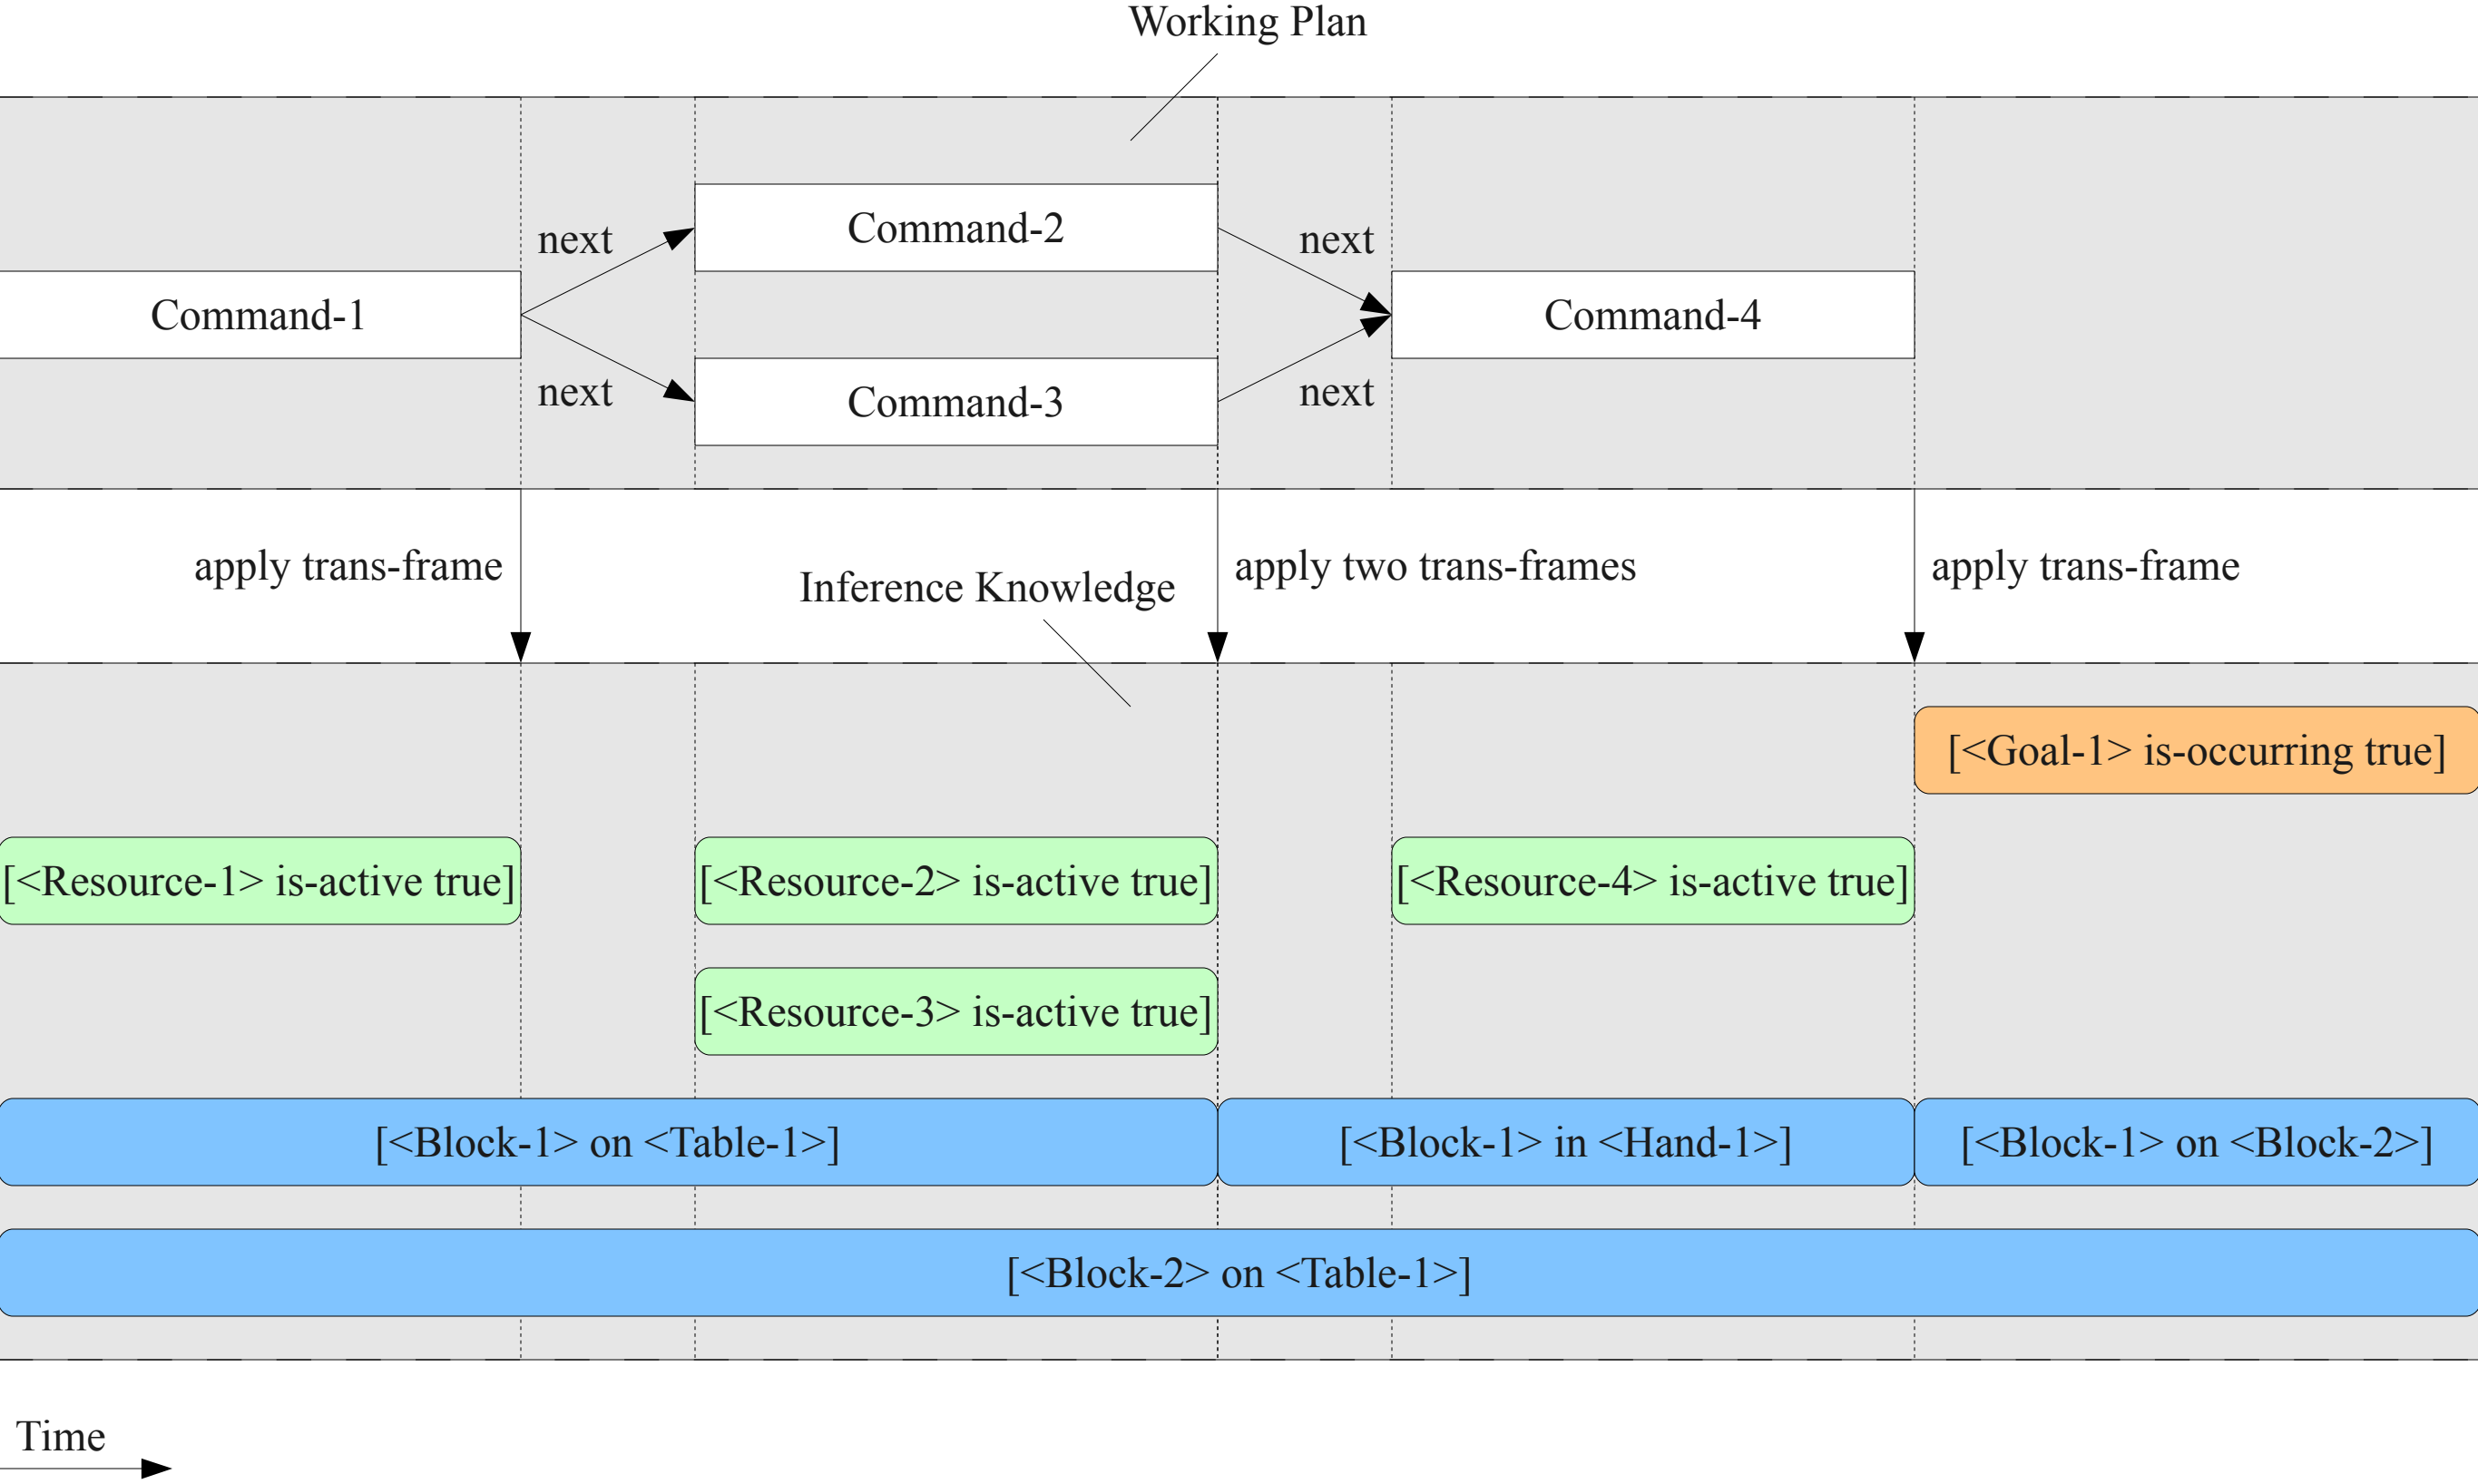 Working Plan
next
Command-2
next
Command-1
Command-4
next
Command-3
next
apply trans-frame
Inference Knowledge
apply two trans-frames
apply trans-frame
[<Goal-1> is-occurring true]
[<Resource-1> is-active true]
[<Resource-2> is-active true]
[<Resource-4> is-active true]
[<Resource-3> is-active true]
[<Block-1> on <Table-1>]
[<Block-1> in <Hand-1>]
[<Block-1> on <Block-2>]
[<Block-2> on <Table-1>]
Time